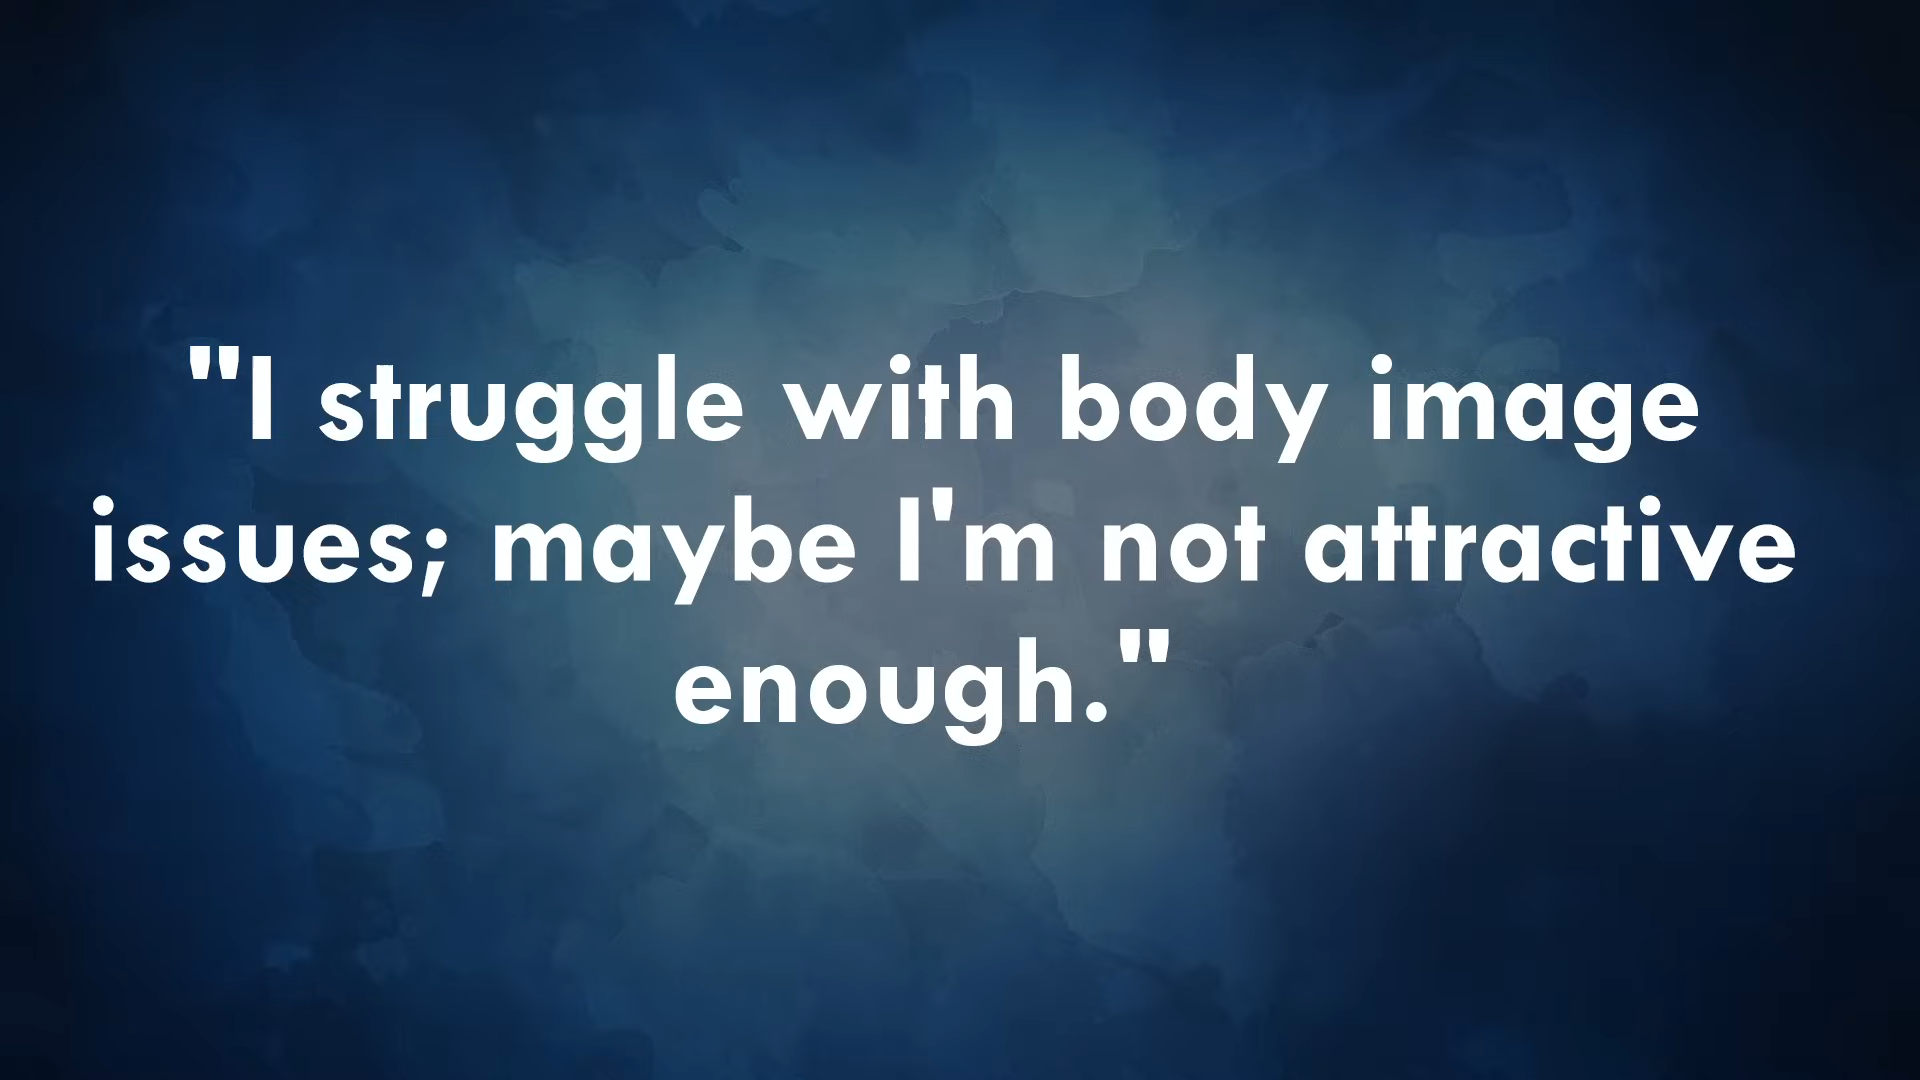 "I struggle with body image
issues; maybe I'm not attractive
enough."